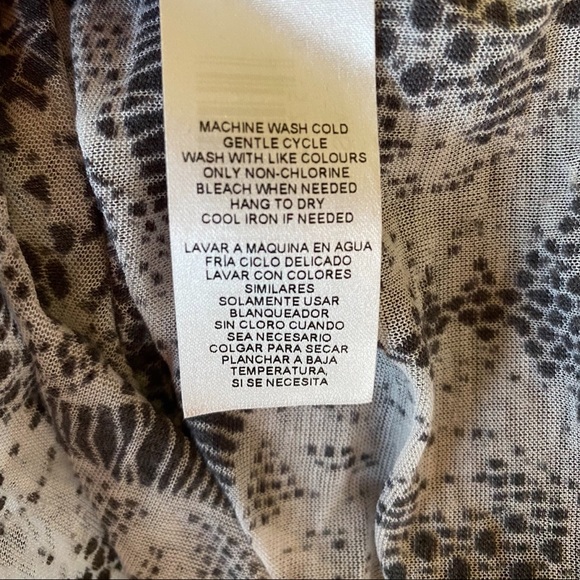 MACHINE WASH COLD
GENTLE CYCLE
WASH WITH LIKE COLOURS
ONLY NON-CHLORINE
BLEACH WHEN NEEDED
HANG TO DRY
COOL IRON IF NEEDED
LAVAR A MAQUINA EN AGUA
FRÍA CICLO DELICADO
LAVAR CON COLORES
SIMILARES
SOLAMENTE USAR
BLANQUEADOR
SIN CLORO CUANDO
SEA NECESARIO
COLGAR PARA SECAR
PLANCHAR A BAJA
TEMPERATURA,
SI SE NECESITA